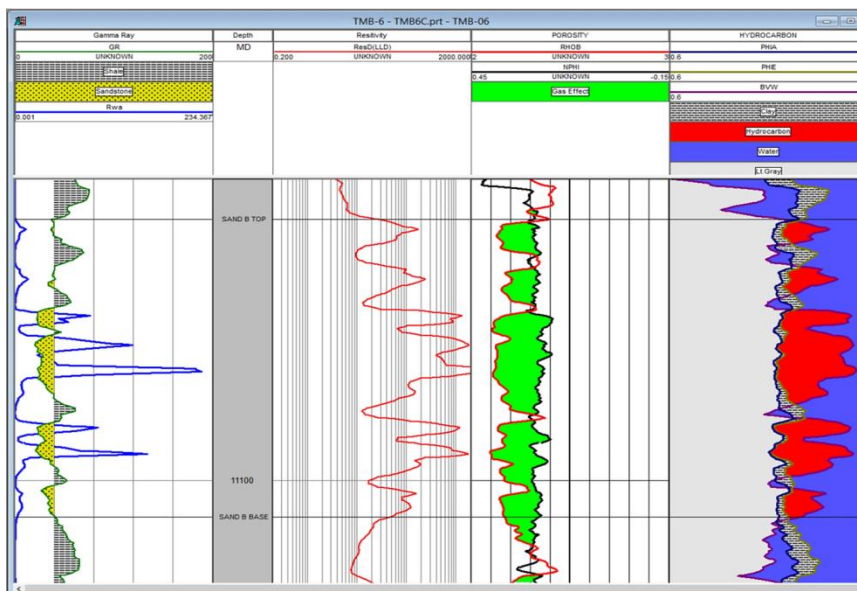 TMB-6 - TMB6C.prt - TMB-06
Gamma Ray Depth Resitivity POROSITY HYDROCARBON
GR MD ResD(LLD) RHOB PHIA
0 UNKNOWN 200 0.200 UNKNOWN 2000.000 2 UNKNOWN 3 0.6
Shale NPHI PHIE
0.45 UNKNOWN -0.15 0.6
Sandstone Gas Effect BVW
Rwa 0.6
0.001 234.367 Clay
Hydrocarbon
Water
Lt.Gray
SAND B TOP
11100
SAND B BASE